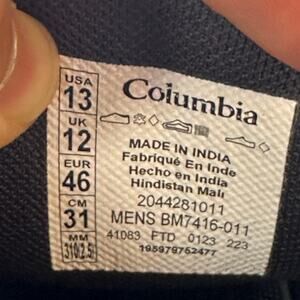 USA
13
UK
12
EUR
46
CM
31
MM
310/2.5
Columbia
MADE IN INDIA
Fabriqué En Inde
Hecho en India
Hindistan Malı
2044281011
MENS BM7416-011
41083 FTD 0123 223
195979752477